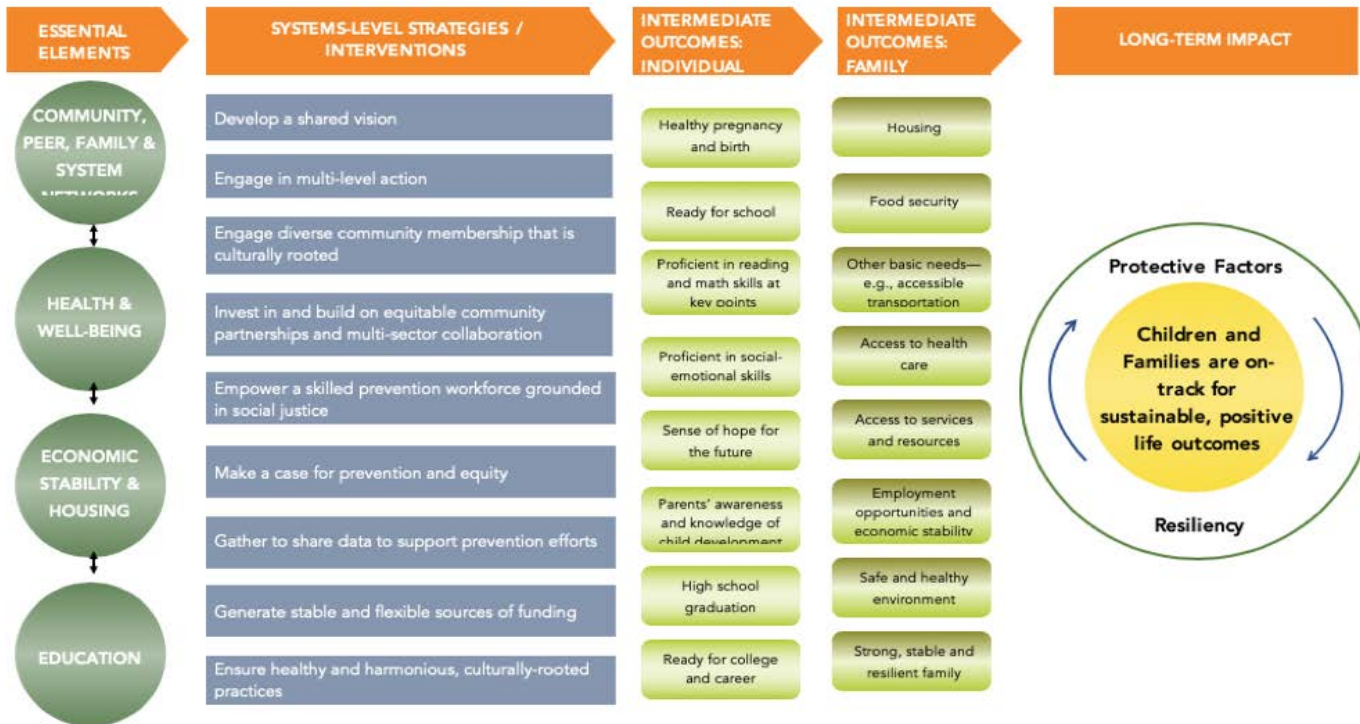 ESSENTIAL
ELEMENTS
SYSTEMS-LEVEL STRATEGIES /
INTERVENTIONS
INTERMEDIATE
OUTCOMES:
INDIVIDUAL
INTERMEDIATE
OUTCOMES:
FAMILY
LONG-TERM IMPACT
COMMUNITY,
PEER, FAMILY &
SYSTEM
NETWORKS
HEALTH &
WELL-BEING
ECONOMIC
STABILITY &
HOUSING
EDUCATION
Develop a shared vision
Engage in multi-level action
Engage diverse community membership that is
culturally rooted
Invest in and build on equitable community
partnerships and multi-sector collaboration
Empower a skilled prevention workforce grounded
in social justice
Make a case for prevention and equity
Gather to share data to support prevention efforts
Generate stable and flexible sources of funding
Ensure healthy and harmonious, culturally-rooted
practices
Healthy pregnancy
and birth
Ready for school
Proficient in reading
and math skills at
key points
Proficient in social-
emotional skills
Sense of hope for
the future
Parents' awareness
and knowledge of
child development
High school
graduation
Ready for college
and career
Housing
Food security
Other basic needs—
e.g., accessible
transportation
Access to health
care
Access to services
and resources
Employment
opportunities and
economic stability
Safe and healthy
environment
Strong, stable and
resilient family
Protective Factors
Children and
Families are on-
track for
sustainable, positive
life outcomes
Resiliency